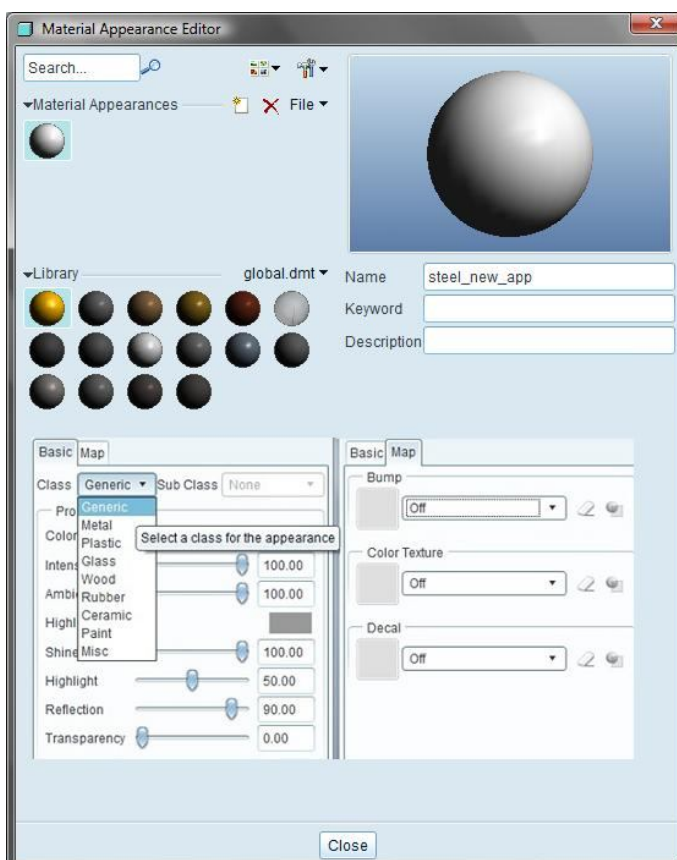 Material Appearance Editor
Search...
Material Appearances File
Library global.dmt
Name steel_new_app
Keyword
Description
Basic Map
Class Generic Sub Class None
Generic
Metal
Plastic
Glass
Wood
Rubber
Ceramic
Paint
Misc
Select a class for the appearance
Color
100.00
100.00
Shine 100.00
Highlight 50.00
Reflection 90.00
Transparency 0.00
Basic Map
Bump
Off
Color Texture
Off
Decal
Off
Close